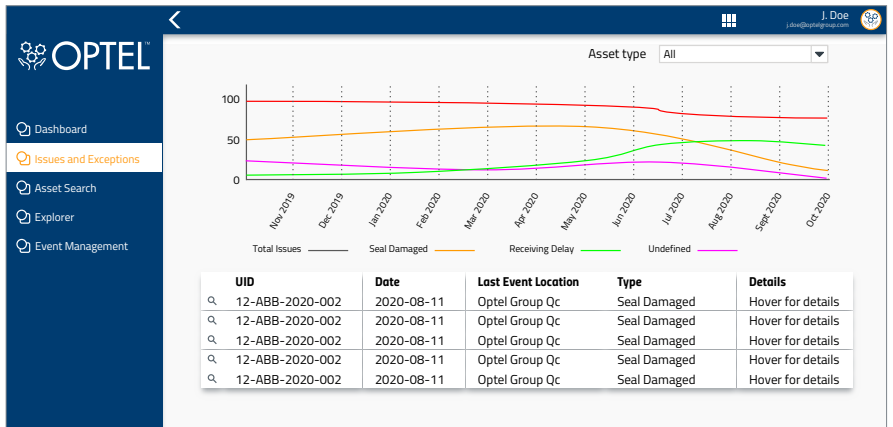 J. Doe
j.doe@optelgroup.com
OPTEL™
Asset type All
Dashboard
Issues and Exceptions
Asset Search
Explorer
Event Management
100
50
0
Nov 2019
Dec 2019
Jan 2020
Feb 2020
Mar 2020
Apr 2020
May 2020
Jun 2020
Jul 2020
Aug 2020
Sept 2020
Oct 2020
Total Issues Seal Damaged Receiving Delay Undefined
UID Date Last Event Location Type Details
12-ABB-2020-002 2020-08-11 Optel Group Qc Seal Damaged Hover for details
12-ABB-2020-002 2020-08-11 Optel Group Qc Seal Damaged Hover for details
12-ABB-2020-002 2020-08-11 Optel Group Qc Seal Damaged Hover for details
12-ABB-2020-002 2020-08-11 Optel Group Qc Seal Damaged Hover for details
12-ABB-2020-002 2020-08-11 Optel Group Qc Seal Damaged Hover for details